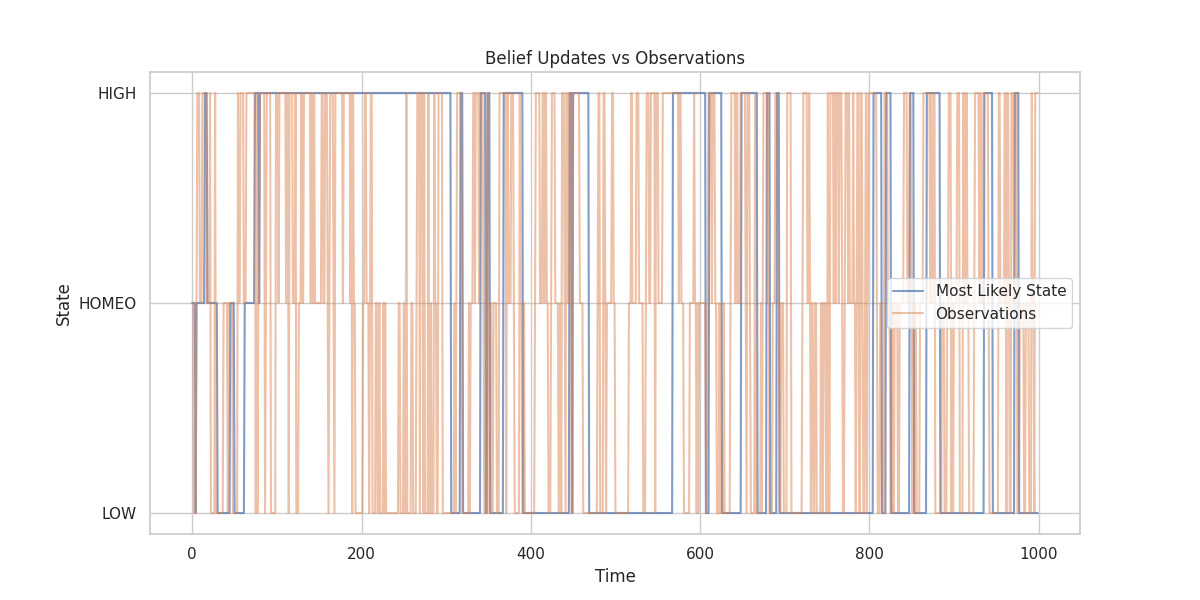 Belief Updates vs Observations
HIGH
HOMEO
LOW
State
0
200
400
600
800
1000
Time
Most Likely State
Observations